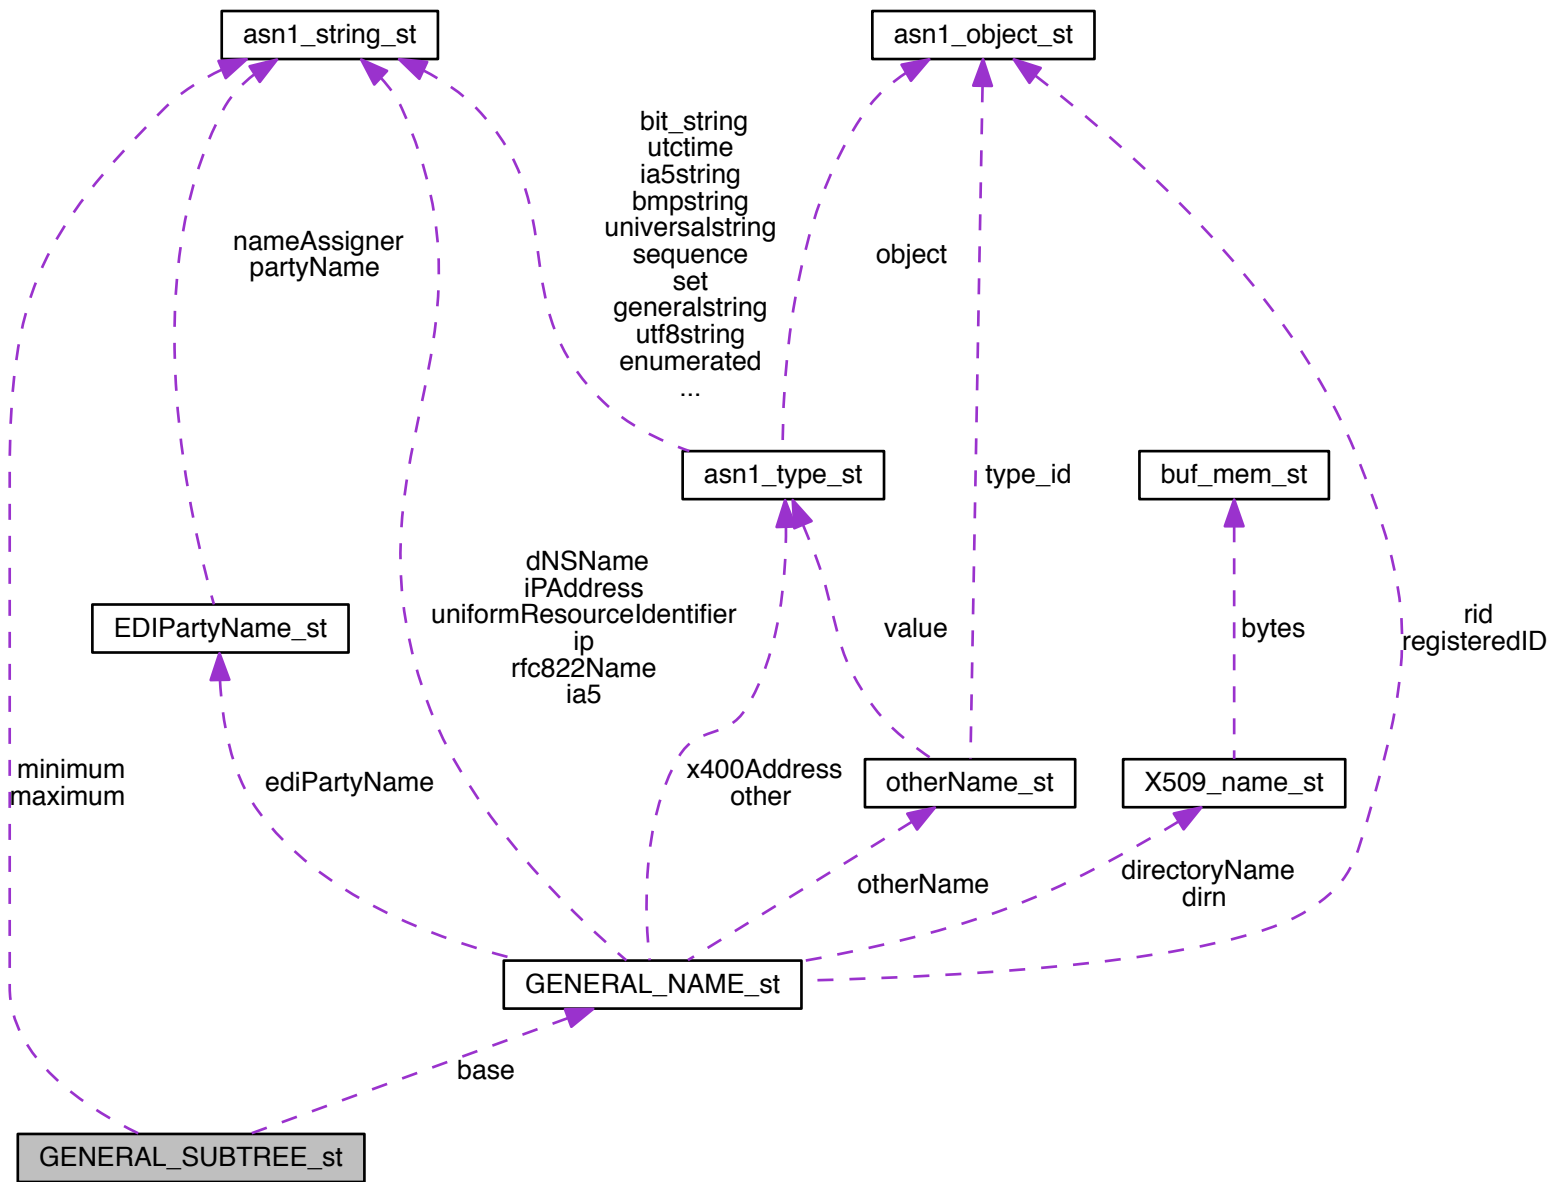 asn1_string_st
asn1_object_st
bit_string
utctime
ia5string
bmpstring
universalstring
sequence
set
generalstring
utf8string
enumerated
...
nameAssigner
partyName
object
asn1_type_st
type_id
buf_mem_st
dNSName
iPAddress
uniformResourceIdentifier
ip
rfc822Name
ia5
EDIPartyName_st
value
bytes
rid
registeredID
minimum
maximum
ediPartyName
x400Address
other
otherName_st
X509_name_st
otherName
directoryName
dirn
GENERAL_NAME_st
base
GENERAL_SUBTREE_st